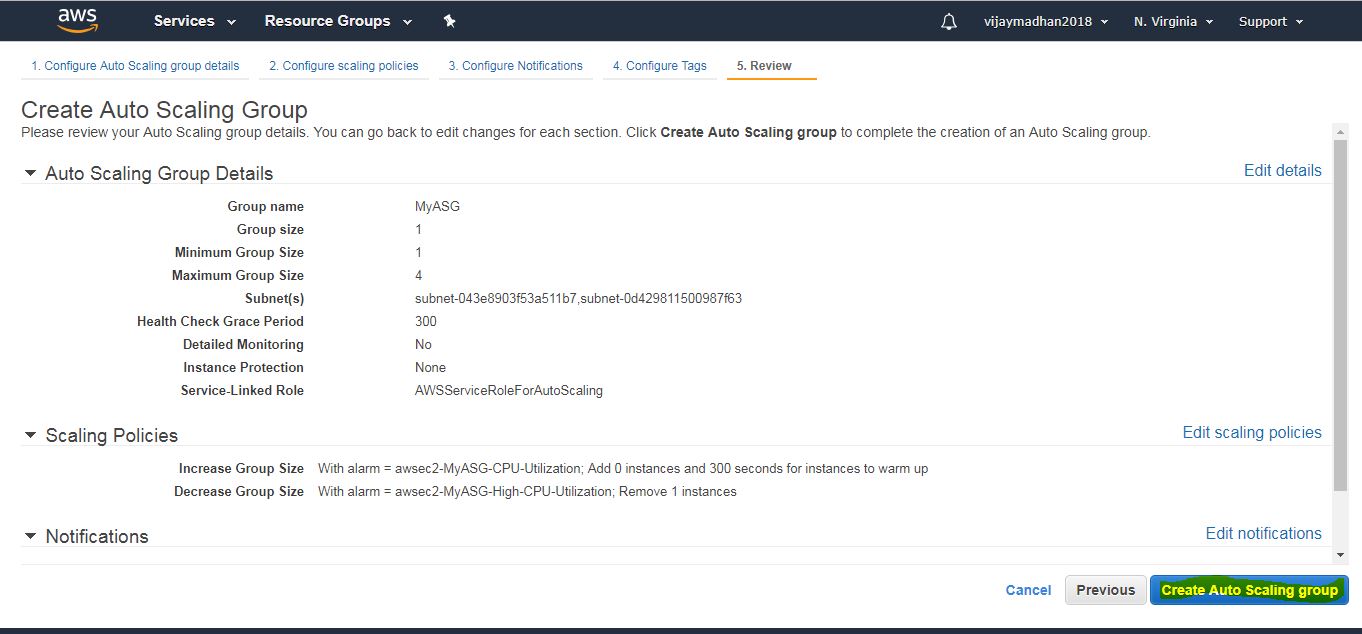 aws Services Resource Groups vijaymadhan2018 N. Virginia Support
1. Configure Auto Scaling group details 2. Configure scaling policies 3. Configure Notifications 4. Configure Tags 5. Review
Create Auto Scaling Group
Please review your Auto Scaling group details. You can go back to edit changes for each section. Click Create Auto Scaling group to complete the creation of an Auto Scaling group.
Auto Scaling Group Details Edit details
Group name MyASG
Group size 1
Minimum Group Size 1
Maximum Group Size 4
Subnet(s) subnet-043e8903f53a511b7,subnet-0d429811500987f63
Health Check Grace Period 300
Detailed Monitoring No
Instance Protection None
Service-Linked Role AWSServiceRoleForAutoScaling
Scaling Policies Edit scaling policies
Increase Group Size With alarm = awsec2-MyASG-CPU-Utilization; Add 0 instances and 300 seconds for instances to warm up
Decrease Group Size With alarm = awsec2-MyASG-High-CPU-Utilization; Remove 1 instances
Notifications Edit notifications
Cancel Previous Create Auto Scaling group